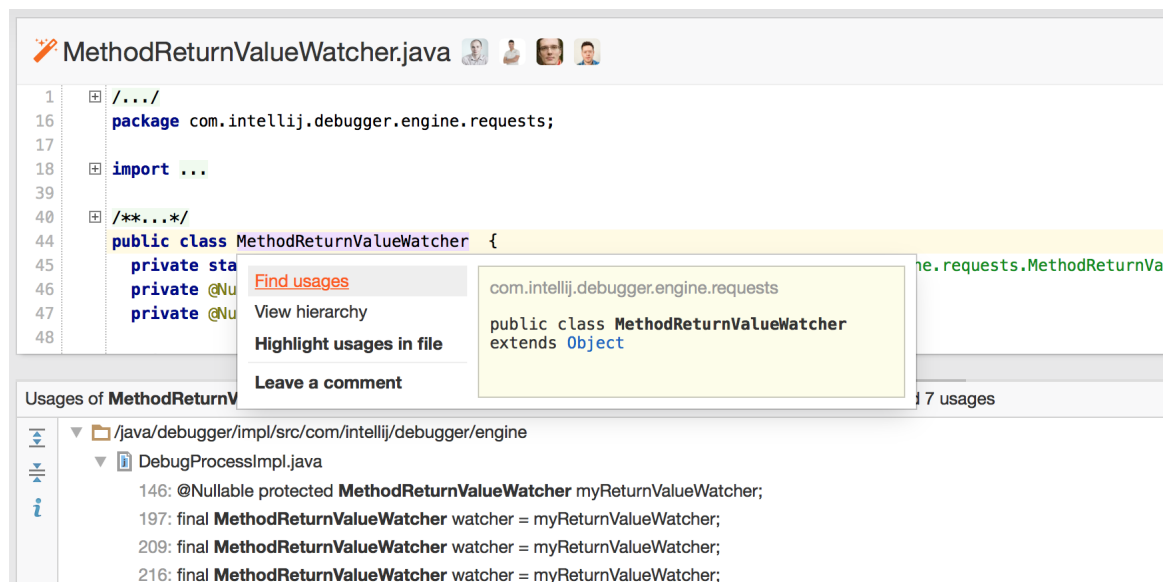 MethodReturnValueWatcher.java
1 /.../
16 package com.intellij.debugger.engine.requests;
17
18 import ...
39
40 /**...*/
44 public class MethodReturnValueWatcher {
45 private sta ne.requests.MethodReturnVa
46 private @Nu
47 private @Nu
48
Find usages
View hierarchy
Highlight usages in file
Leave a comment
com.intellij.debugger.engine.requests
public class MethodReturnValueWatcher
extends Object
Usages of MethodReturnV d 7 usages
/java/debugger/impl/src/com/intellij/debugger/engine
DebugProcessImpl.java
146: @Nullable protected MethodReturnValueWatcher myReturnValueWatcher;
197: final MethodReturnValueWatcher watcher = myReturnValueWatcher;
209: final MethodReturnValueWatcher watcher = myReturnValueWatcher;
216: final MethodReturnValueWatcher watcher = myReturnValueWatcher;